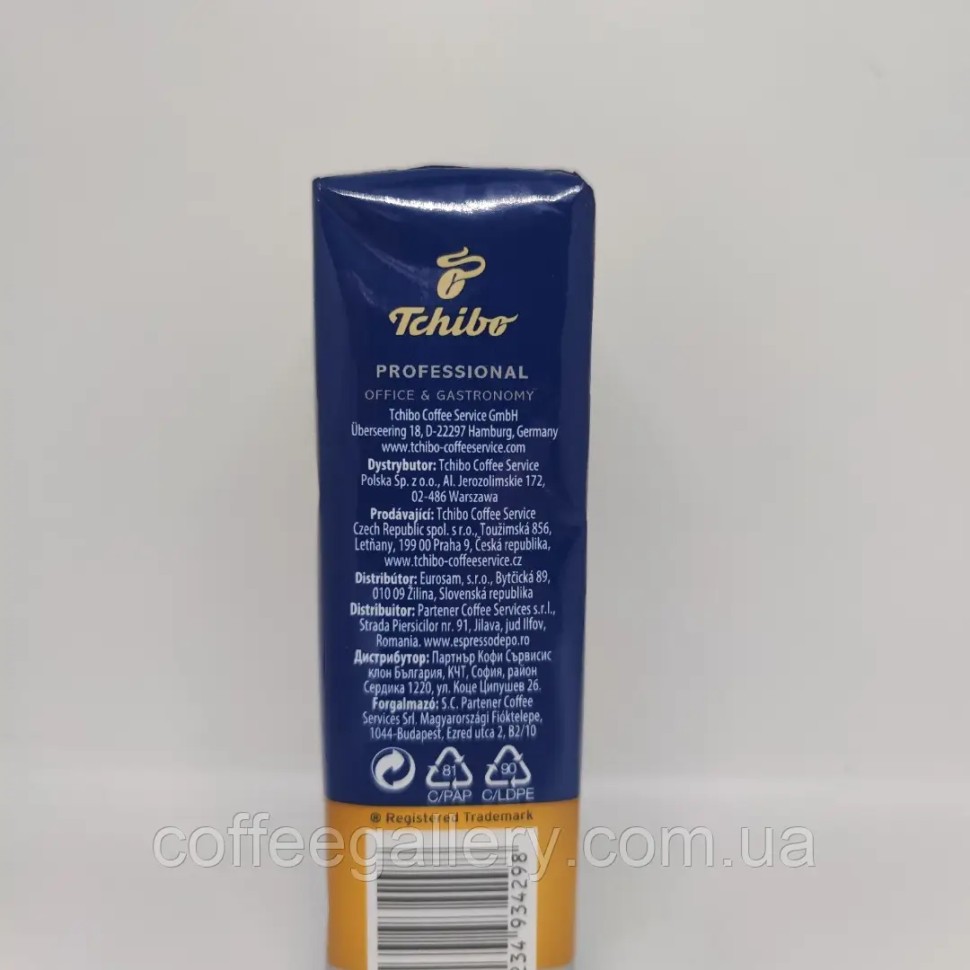 Tchibo
PROFESSIONAL
OFFICE & GASTRONOMY
Tchibo Coffee Service GmbH
Überseering 18, D-22297 Hamburg, Germany
www.tchibo-coffeeservice.com
Dystrybutor: Tchibo Coffee Service
Polska Sp. z o.o., Al. Jerozolimskie 172,
02-486 Warszawa
Prodávající: Tchibo Coffee Service
Czech Republic spol. s r.o., Toužimská 856,
Letňany, 199 00 Praha 9, Česká republika,
www.tchibo-coffeeservice.cz
Distribútor: Eurosam, s.r.o., Bytčická 89,
010 09 Žilina, Slovenská republika
Distribuitor: Partener Coffee Services s.r.l.,
Strada Piersicilor nr. 91, Jilava, jud Ilfov,
Romania. www.espressodepo.ro
Дистрибутор: Партнър Кофи Сървисис
клон България, КЧТ, София, район
Сердика 1220, ул. Коце Ципушев 26.
Forgalmazó: S.C. Partener Coffee
Services Srl. Magyarországi Fióktelepe,
1044-Budapest, Ezred utca 2, B2/10
81 90
C/PAP C/LDPE
® Registered Trademark
coffeegallery.com.ua
234 934298